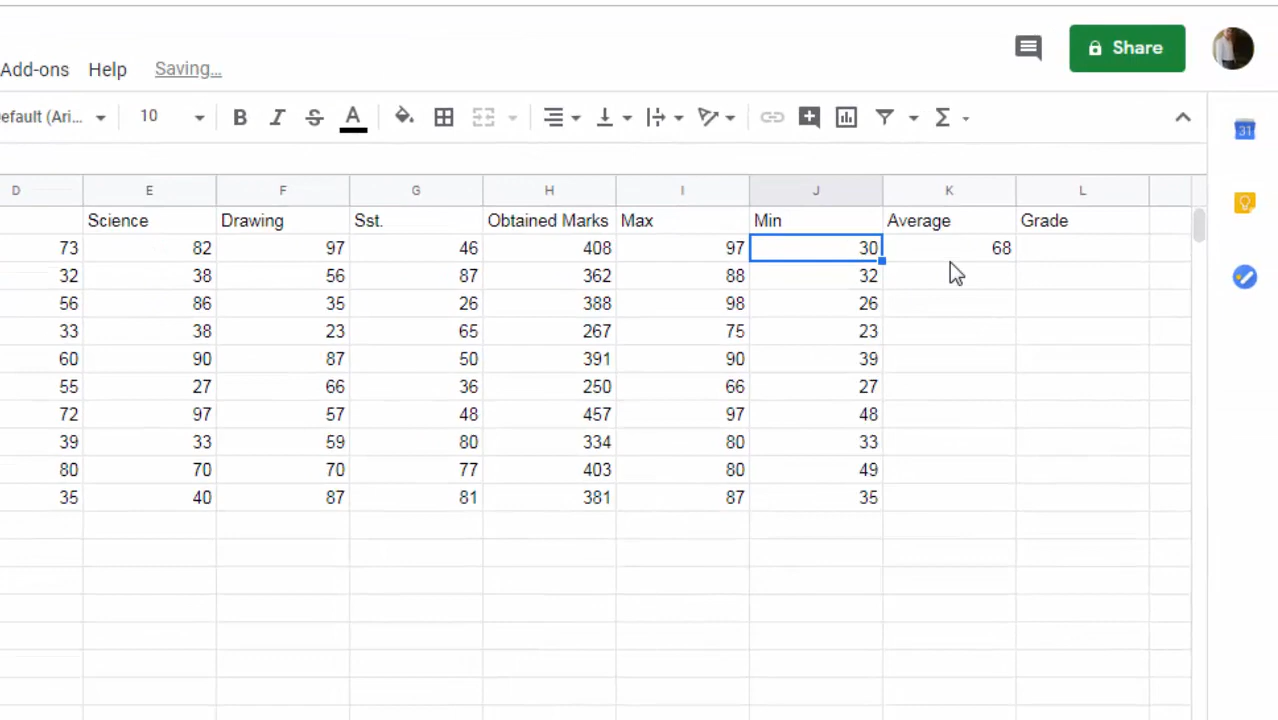 Share
Add-ons Help Saving...
efault (Ari... 10 B I S A Σ
31
D E F G H I J K L
Science Drawing Sst. Obtained Marks Max Min Average Grade
73 82 97 46 408 97 30 68
32 38 56 87 362 88 32
56 86 35 26 388 98 26
33 38 23 65 267 75 23
60 90 87 50 391 90 39
55 27 66 36 250 66 27
72 97 57 48 457 97 48
39 33 59 80 334 80 33
80 70 70 77 403 80 49
35 40 87 81 381 87 35